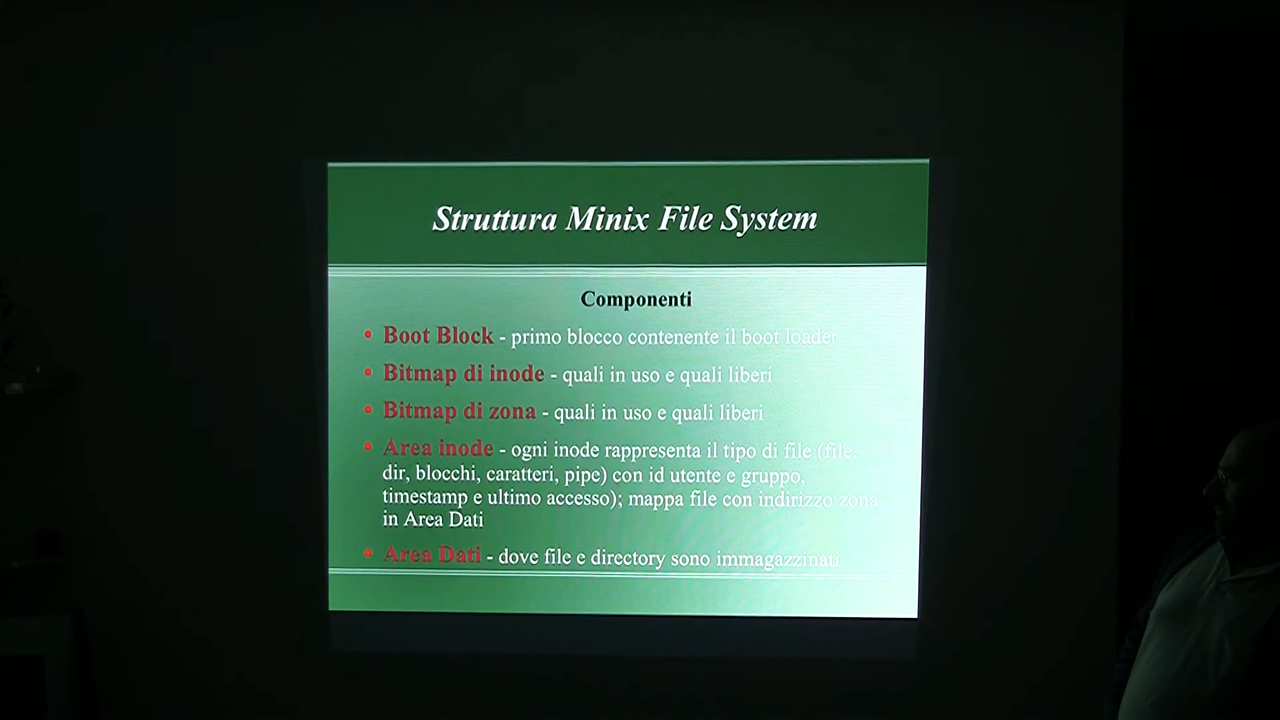 Struttura Minix File System
Componenti
• Boot Block - primo blocco contenente il boot loader
• Bitmap di inode - quali in uso e quali liberi
• Bitmap di zona - quali in uso e quali liberi
• Area inode - ogni inode rappresenta il tipo di file (file,
dir, blocchi, caratteri, pipe) con id utente e gruppo,
timestamp e ultimo accesso); mappa file con indirizzo zona
in Area Dati
• Area Dati - dove file e directory sono immagazzinati